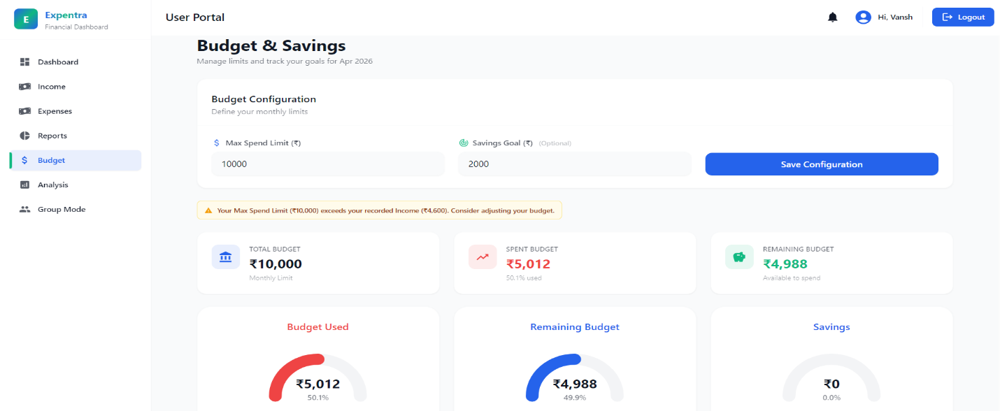 E
Expentra
Financial Dashboard
User Portal
Hi, Vansh
Logout
Dashboard
Income
Expenses
Reports
Budget
Analysis
Group Mode
Budget & Savings
Manage limits and track your goals for Apr 2026
Budget Configuration
Define your monthly limits
$ Max Spend Limit (₹)
10000
Savings Goal (₹) (Optional)
2000
Save Configuration
Your Max Spend Limit (₹10,000) exceeds your recorded Income (₹4,600). Consider adjusting your budget.
TOTAL BUDGET
₹10,000
Monthly Limit
SPENT BUDGET
₹5,012
50.1% used
REMAINING BUDGET
₹4,988
Available to spend
Budget Used
₹5,012
50.1%
Remaining Budget
₹4,988
49.9%
Savings
₹0
0.0%